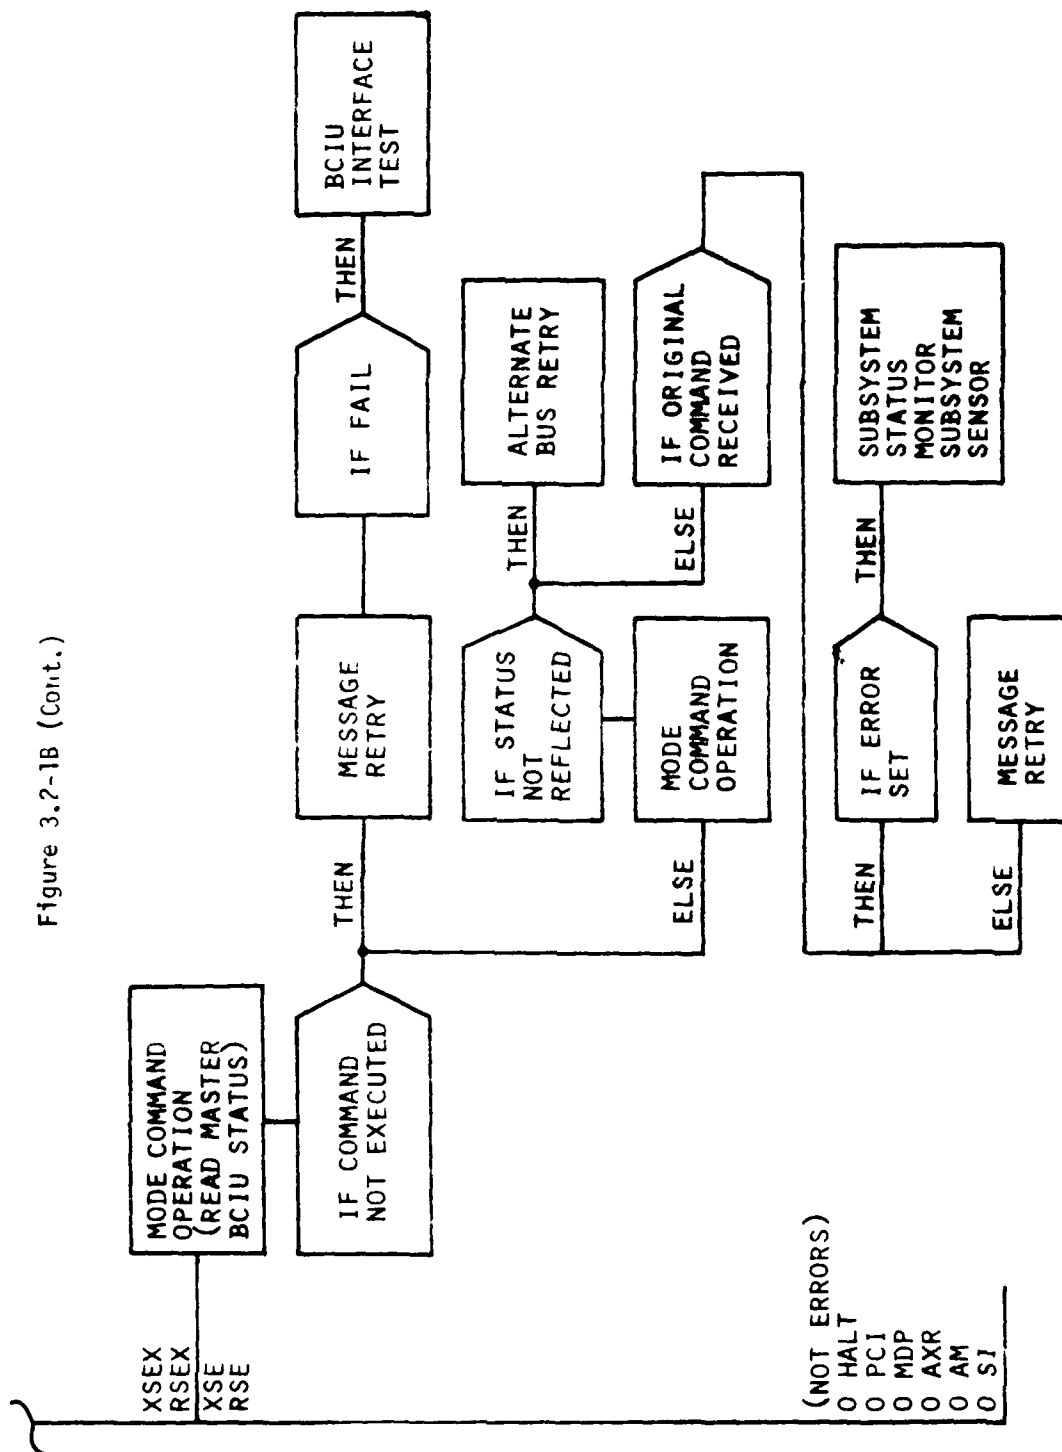 Figure 3.2-1B (Cont.)
XSEX
RSEX
XSE
RSE
MODE COMMAND
OPERATION
(READ MASTER
BCIU STATUS)
IF COMMAND
NOT EXECUTED
THEN
MESSAGE
RETRY
IF FAIL
THEN
BCIU
INTERFACE
TEST
ELSE
MODE
COMMAND
OPERATION
IF STATUS
NOT
REFLECTED
THEN
ALTERNATE
BUS RETRY
ELSE
IF ORIGINAL
COMMAND
RECEIVED
THEN
IF ERROR
SET
THEN
SUBSYSTEM
STATUS
MONITOR
SUBSYSTEM
SENSOR
ELSE
MESSAGE
RETRY
(NOT ERRORS)
O HALT
O PCI
O MDP
O AXR
O AM
O SI